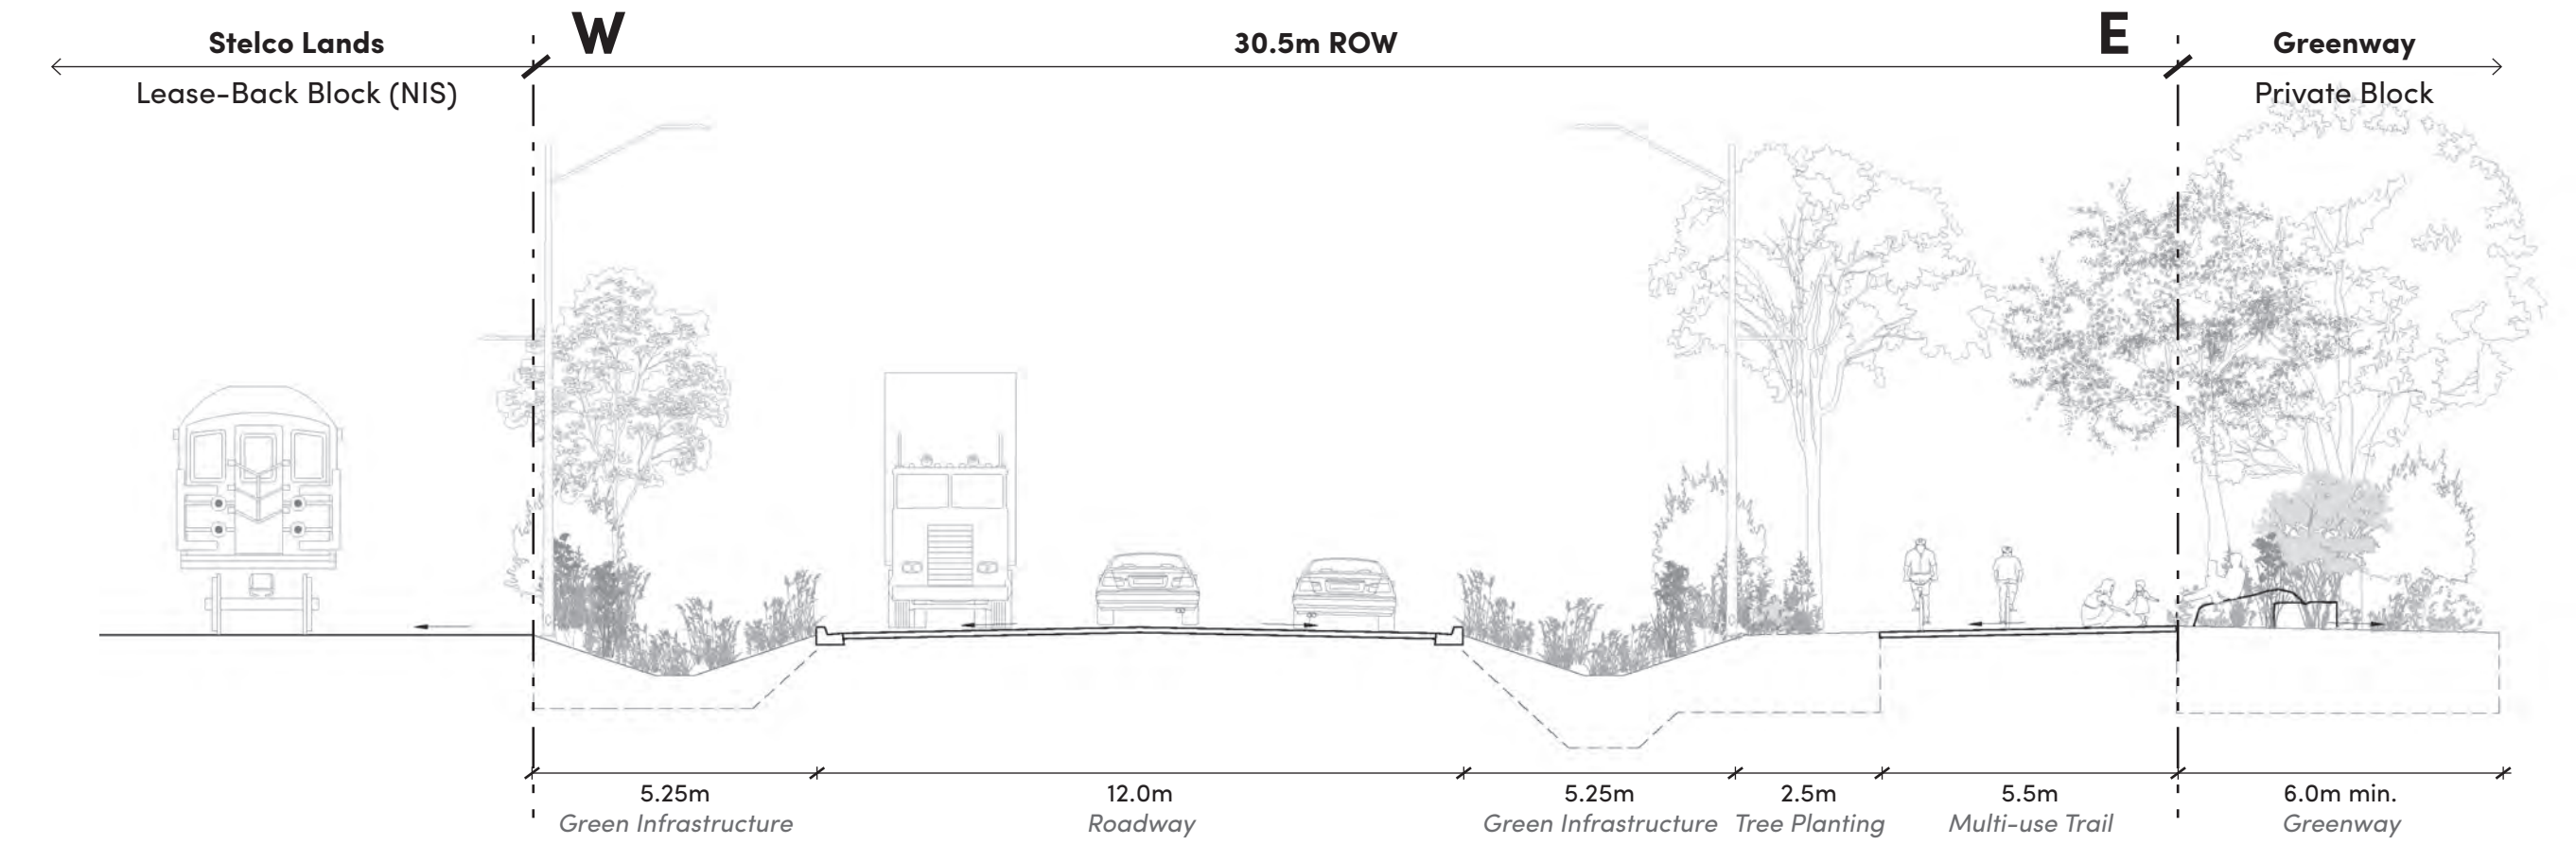 Stelco Lands
W
30.5m ROW
E
Greenway
Lease-Back Block (NIS)
Private Block
5.25m
12.0m
5.25m
2.5m
5.5m
6.0m min.
Green Infrastructure
Roadway
Green Infrastructure
Tree Planting
Multi-use Trail
Greenway